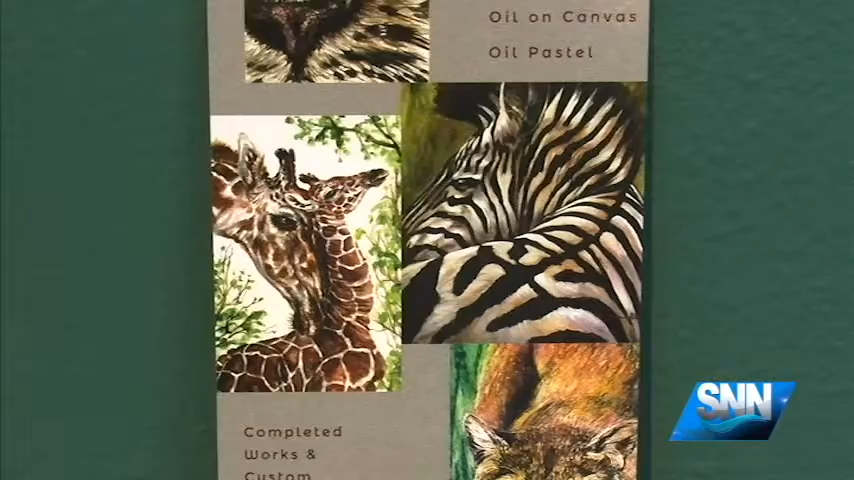 Oil on Canvas
Oil Pastel
Completed
Works &
Custom
SNN